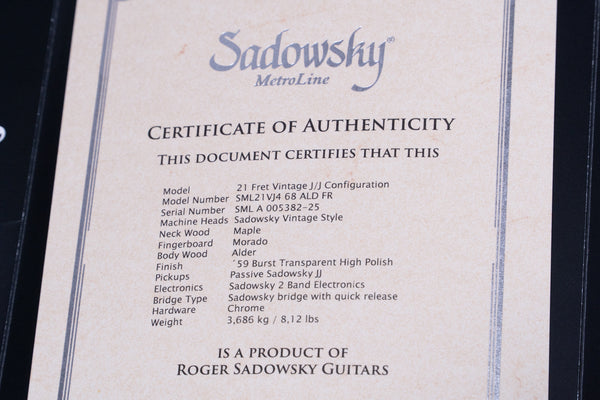 Sadowsky®
MetroLine
CERTIFICATE OF AUTHENTICITY
THIS DOCUMENT CERTIFIES THAT THIS
Model 21 Fret Vintage J/J Configuration
Model Number SML21VJ4 68 ALD FR
Serial Number SML A 005382-25
Machine Heads Sadowsky Vintage Style
Neck Wood Maple
Fingerboard Morado
Body Wood Alder
Finish ´59 Burst Transparent High Polish
Pickups Passive Sadowsky JJ
Electronics Sadowsky 2 Band Electronics
Bridge Type Sadowsky bridge with quick release
Hardware Chrome
Weight 3,686 kg / 8,12 lbs
IS A PRODUCT OF
ROGER SADOWSKY GUITARS